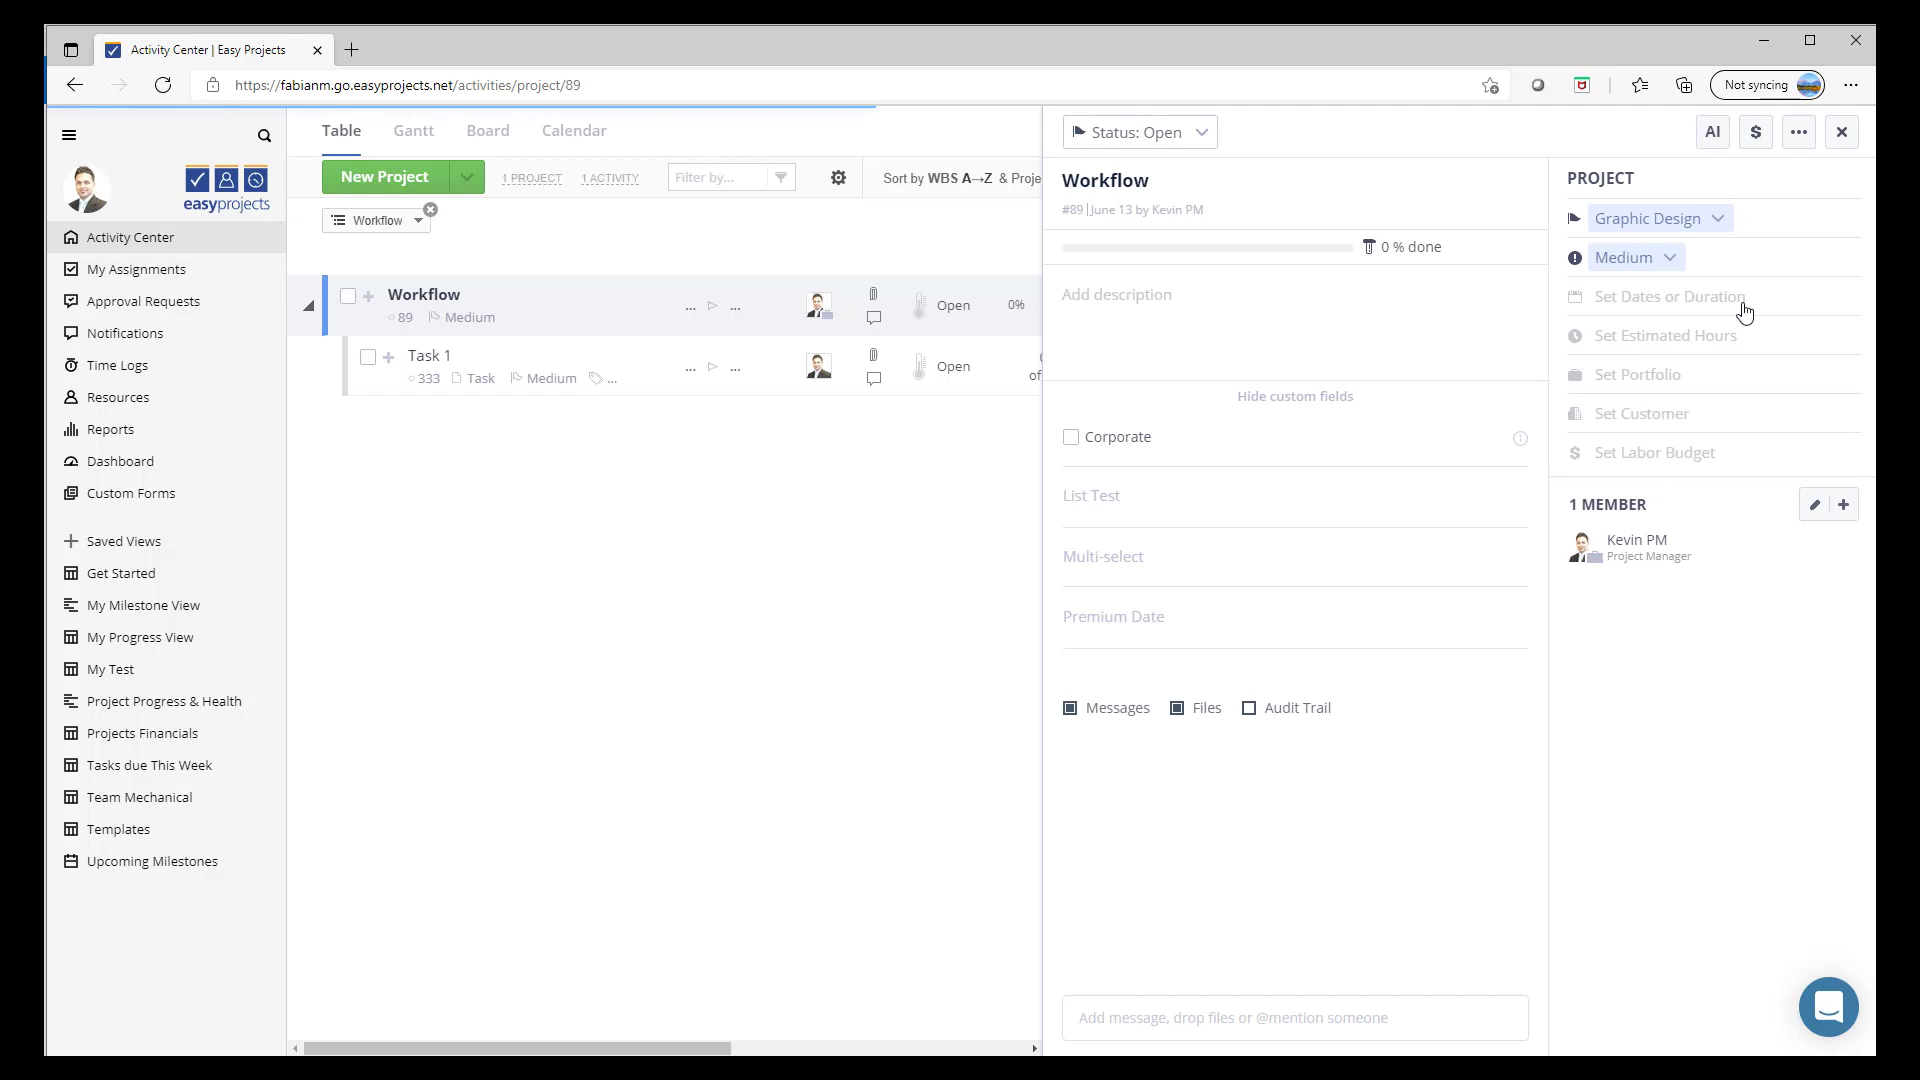 Activity Center | Easy Projects
https://fabianm.go.easyprojects.net/activities/project/89
Not syncing
easyprojects
Activity Center
My Assignments
Approval Requests
Notifications
Time Logs
Resources
Reports
Dashboard
Custom Forms
Saved Views
Get Started
My Milestone View
My Progress View
My Test
Project Progress & Health
Projects Financials
Tasks due This Week
Team Mechanical
Templates
Upcoming Milestones
Table Gantt Board Calendar
New Project 1 PROJECT 1 ACTIVITY Filter by... Sort by WBS A→Z & Proje
Workflow
Workflow ... ... Open 0%
89 Medium
Task 1 ... ... Open
333 Task Medium ... of
Status: Open AI $ ...
Workflow
#89 | June 13 by Kevin PM
0 % done
Add description
Hide custom fields
Corporate
List Test
Multi-select
Premium Date
Messages Files Audit Trail
Add message, drop files or @mention someone
PROJECT
Graphic Design
Medium
Set Dates or Duration
Set Estimated Hours
Set Portfolio
Set Customer
$ Set Labor Budget
1 MEMBER
Kevin PM
Project Manager